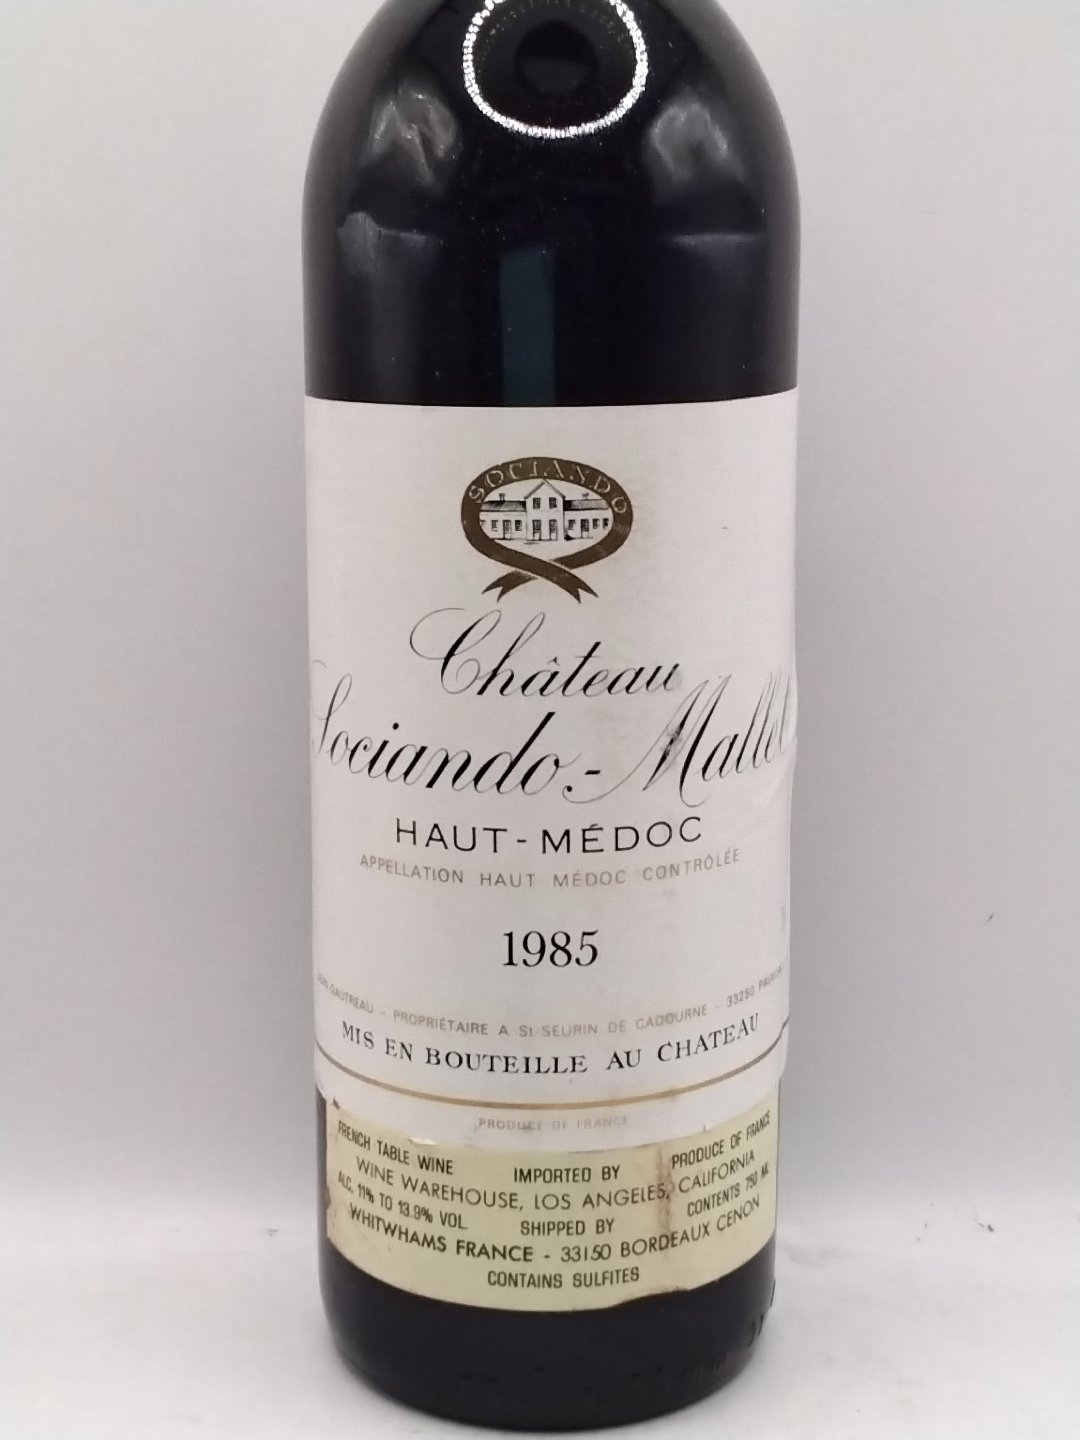 SOCIANDO
Château
Sociando-Mallet
HAUT-MÉDOC
APPELLATION HAUT MÉDOC CONTRÔLÉE
1985
JEAN GAUTREAU - PROPRIÉTAIRE A St SEURIN DE CADOURNE - 33250
MIS EN BOUTEILLE AU CHATEAU
PRODUCE OF FRANCE
FRENCH TABLE WINE IMPORTED BY PRODUCE OF FRANCE
WINE WAREHOUSE, LOS ANGELES, CALIFORNIA
ALC. 11% TO 13.9% VOL. SHIPPED BY CONTENTS 750 ML
WHITWHAMS FRANCE - 33150 BORDEAUX CENON
CONTAINS SULFITES